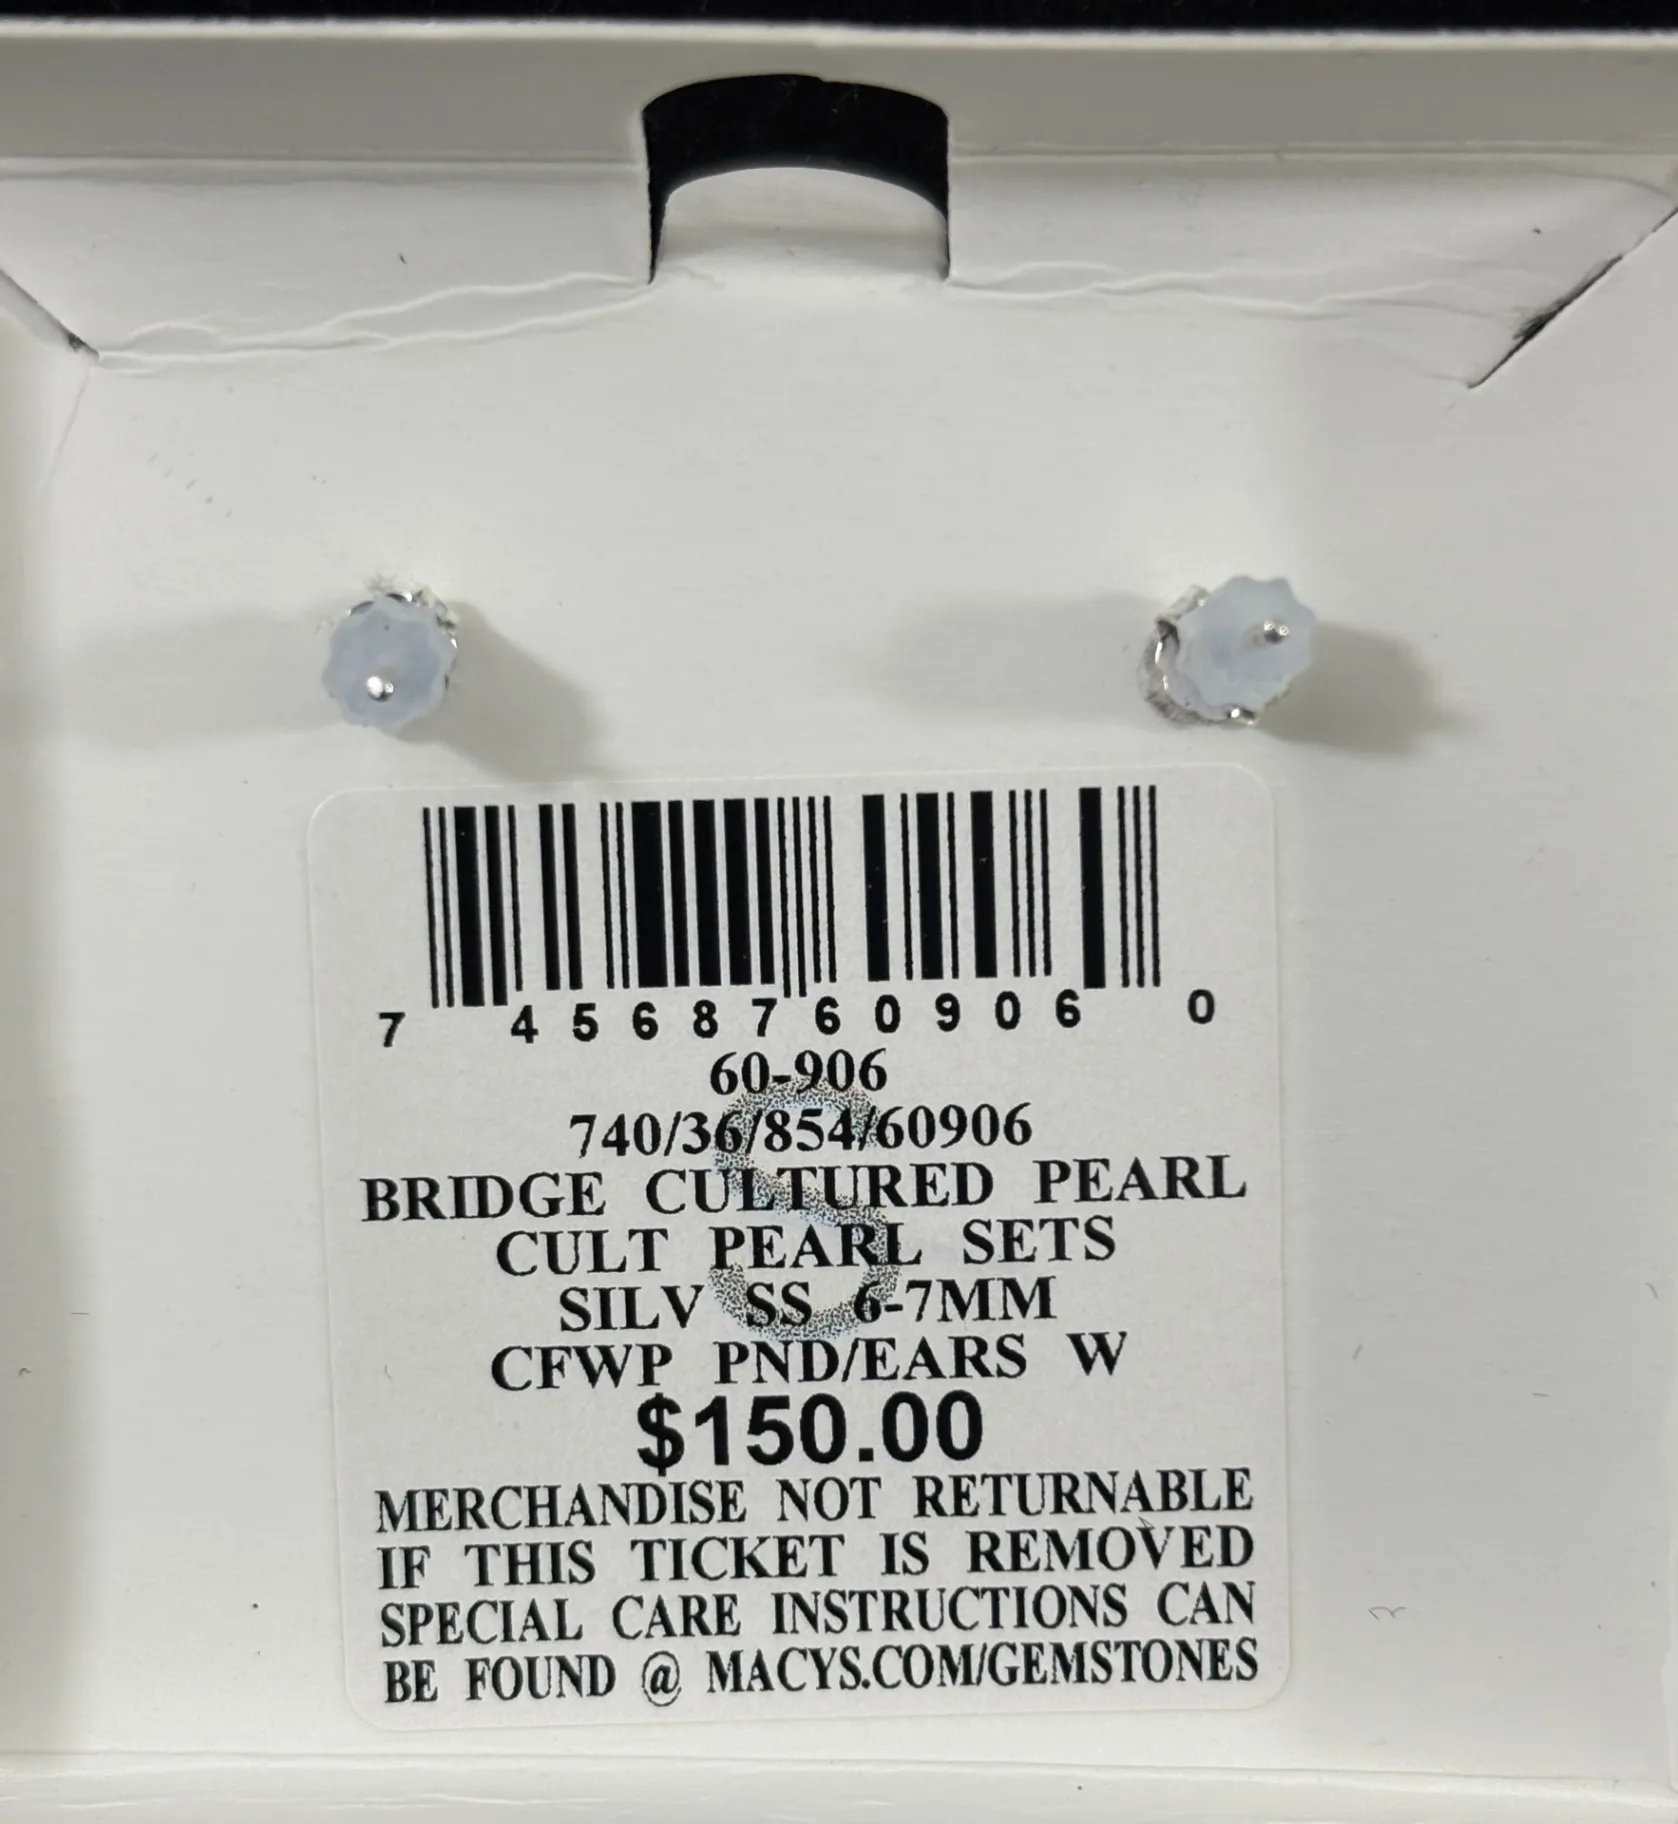 7 45687 60906 0
60-906
740/36/854/60906
BRIDGE CULTURED PEARL
CULT PEARL SETS
SILV SS 6-7MM
CFWP PND/EARS W
$150.00
MERCHANDISE NOT RETURNABLE
IF THIS TICKET IS REMOVED
SPECIAL CARE INSTRUCTIONS CAN
BE FOUND @ MACYS.COM/GEMSTONES